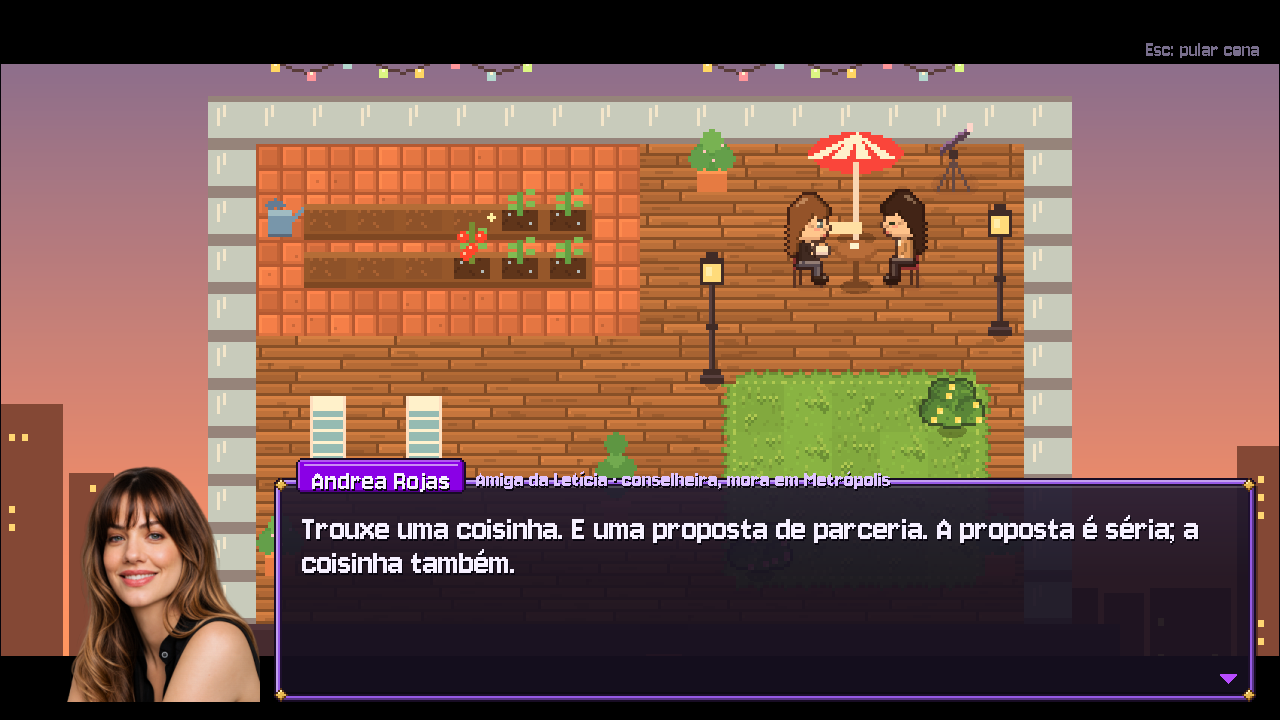 Esc: pular cena
Andrea Rojas
Amiga da Letícia · conselheira, mora em Metrópolis
Trouxe uma coisinha. E uma proposta de parceria. A proposta é séria; a
coisinha também.